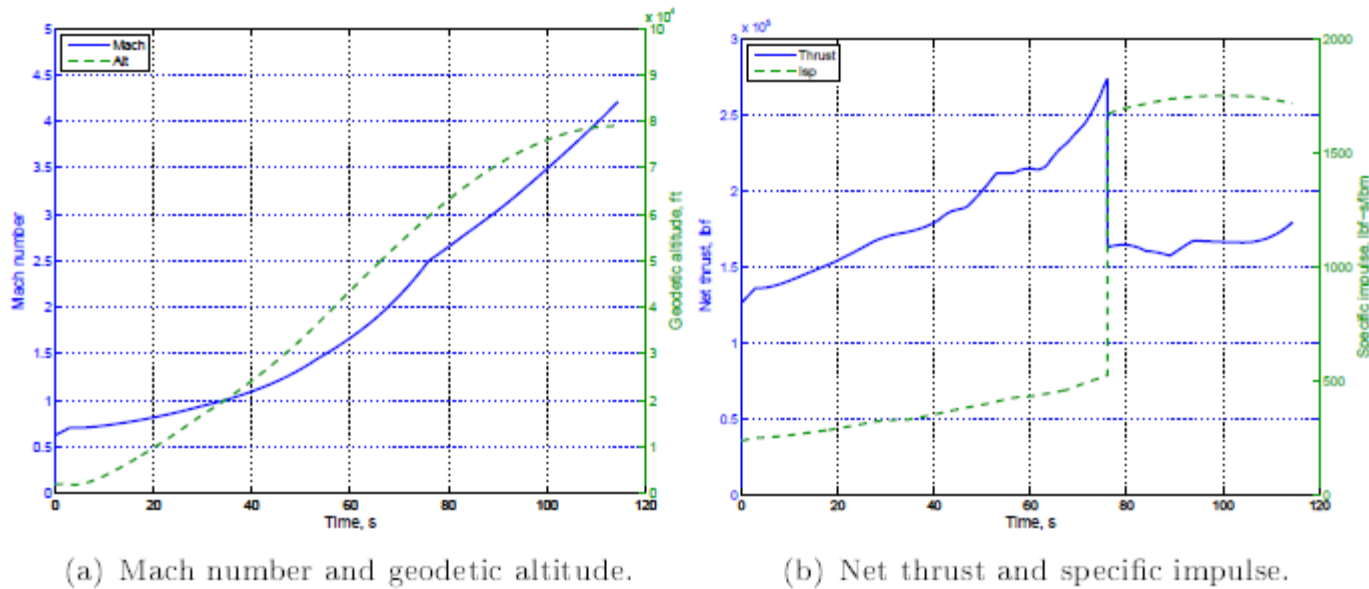 x 10⁴
x 10⁵
5
4.5
4
3.5
3
2.5
2
1.5
1
0.5
0
Mach number
Mach
Alt
10
9
8
7
6
5
4
3
2
1
0
Geodetic altitude, ft
0 20 40 60 80 100 120
Time, s
3
2.5
2
1.5
1
0.5
0
Net thrust, lbf
Thrust
Isp
2000
1500
1000
500
0
Specific impulse, lbf-s/lbm
0 20 40 60 80 100 120
Time, s
(a) Mach number and geodetic altitude.
(b) Net thrust and specific impulse.